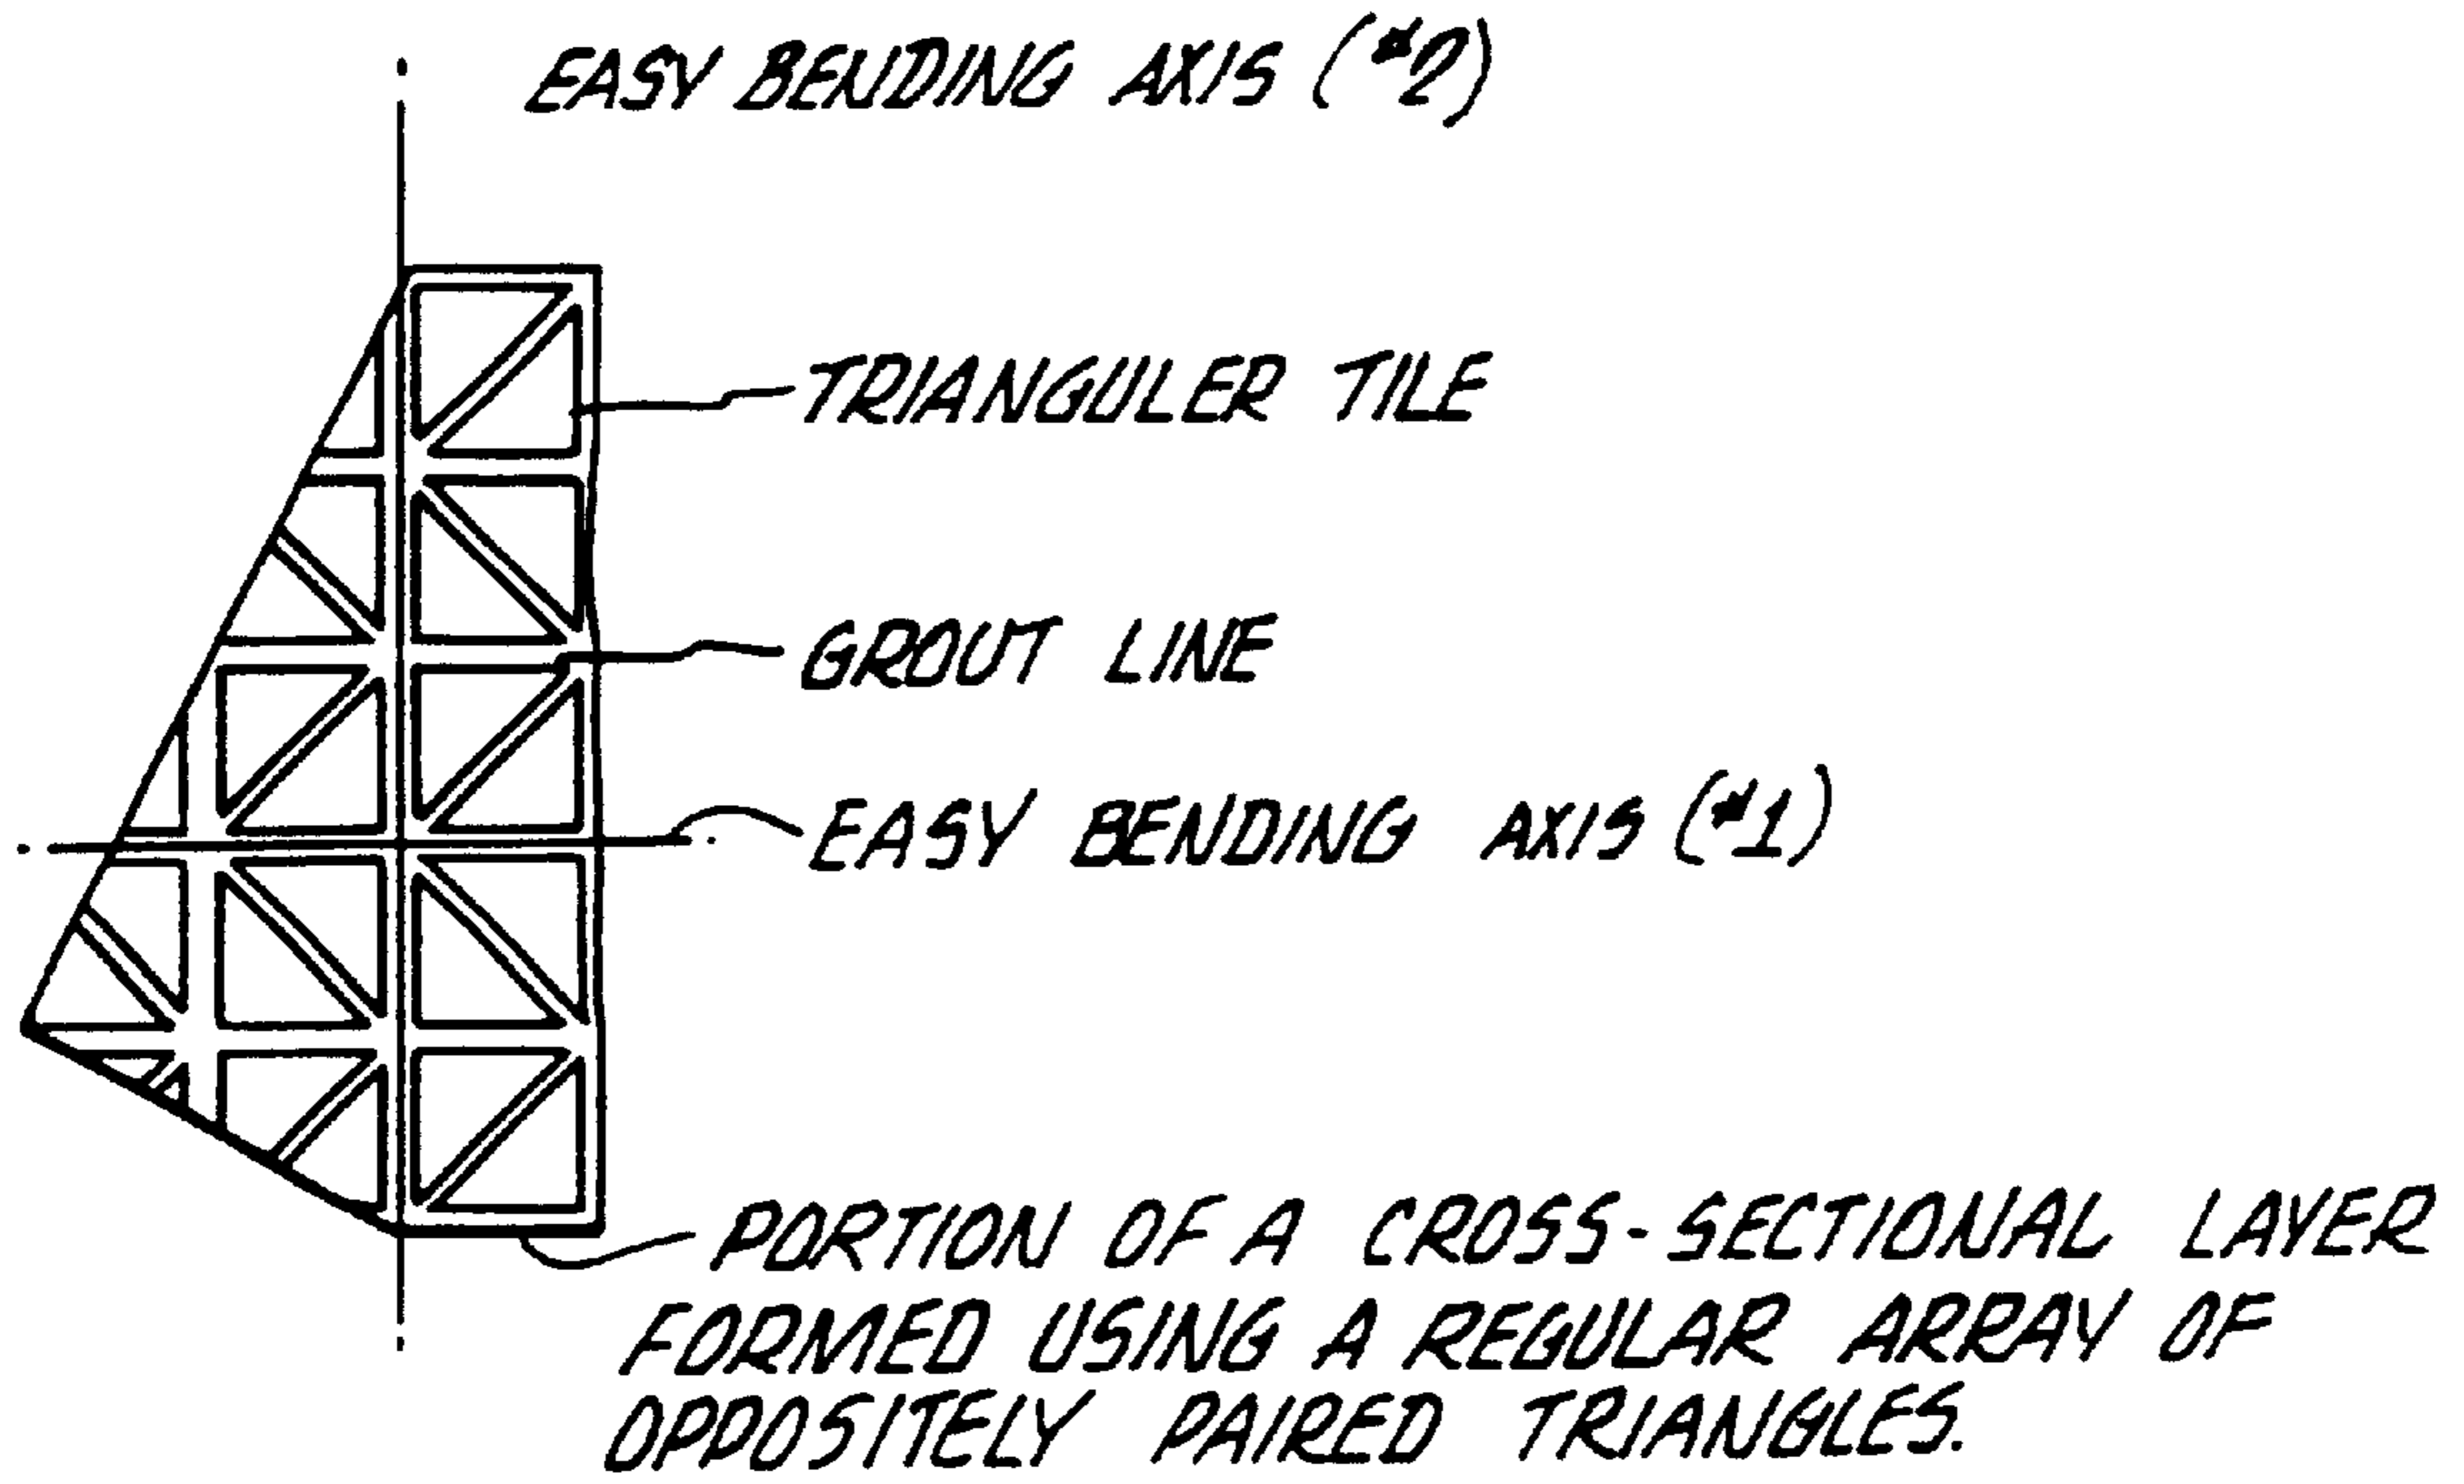 EASY BENDING AXIS (#2)
TRIANGULER TILE
GROUT LINE
EASY BENDING AXIS (#1)
PORTION OF A CROSS-SECTIONAL LAYER
FORMED USING A REGULAR ARRAY OF
OPPOSITELY PAIRED TRIANGLES.